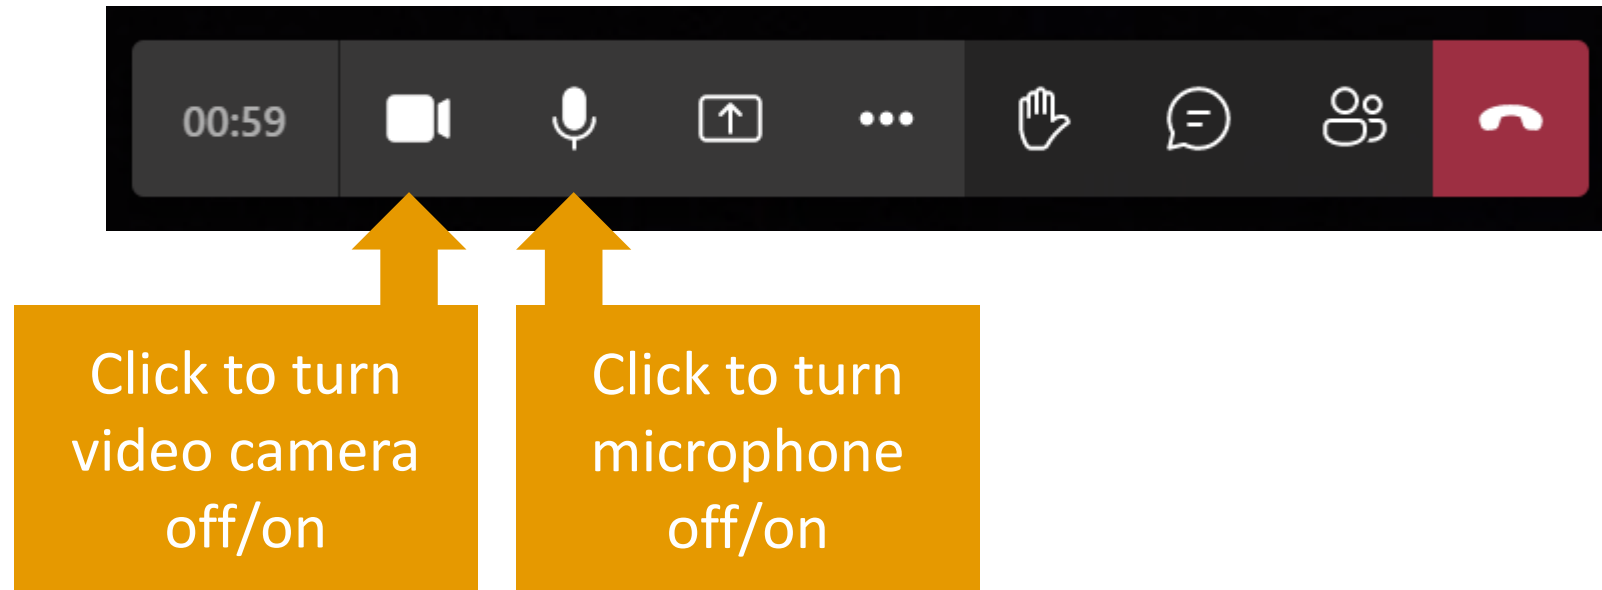 00:59
Click to turn
video camera
off/on
Click to turn
microphone
off/on